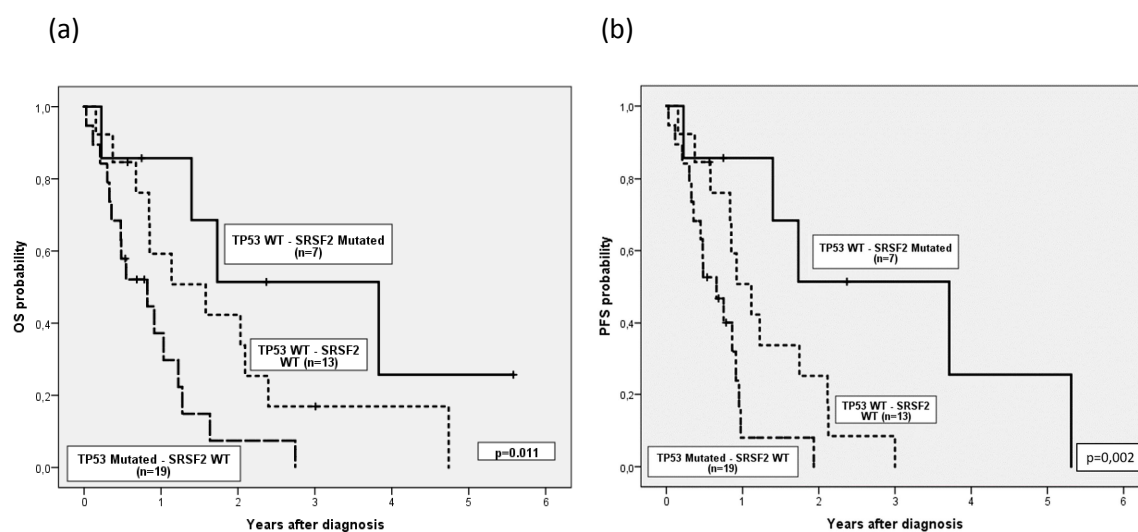 (a)
OS probability
1,0
0,8
0,6
0,4
0,2
0,0
TP53 WT - SRSF2 Mutated
(n=7)
TP53 WT - SRSF2
WT (n=13)
TP53 Mutated - SRSF2 WT
(n=19)
p=0.011
0 1 2 3 4 5 6
Years after diagnosis
(b)
PFS probability
1,0
0,8
0,6
0,4
0,2
0,0
TP53 WT - SRSF2 Mutated
(n=7)
TP53 WT - SRSF2
WT (n=13)
TP53 Mutated - SRSF2 WT
(n=19)
p=0,002
0 1 2 3 4 5 6
Years after diagnosis